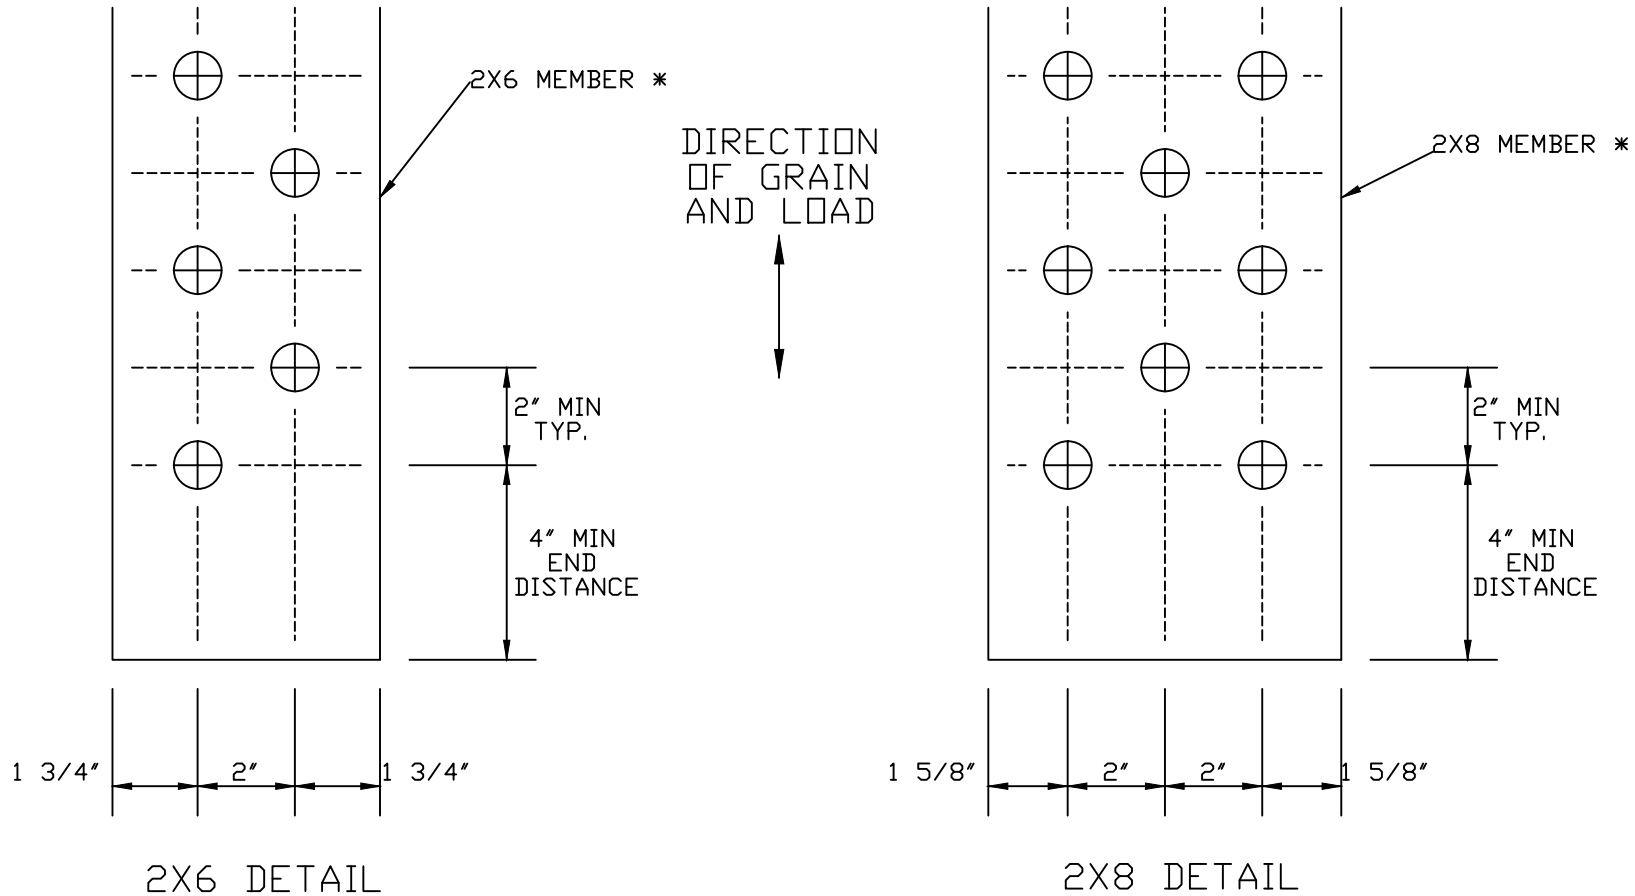 2X6 MEMBER *
DIRECTION
OF GRAIN
AND LOAD
2X8 MEMBER *
2" MIN
TYP.
4" MIN
END
DISTANCE
2" MIN
TYP.
4" MIN
END
DISTANCE
1 3/4"
2"
1 3/4"
1 5/8"
2"
2"
1 5/8"
2X6 DETAIL
2X8 DETAIL